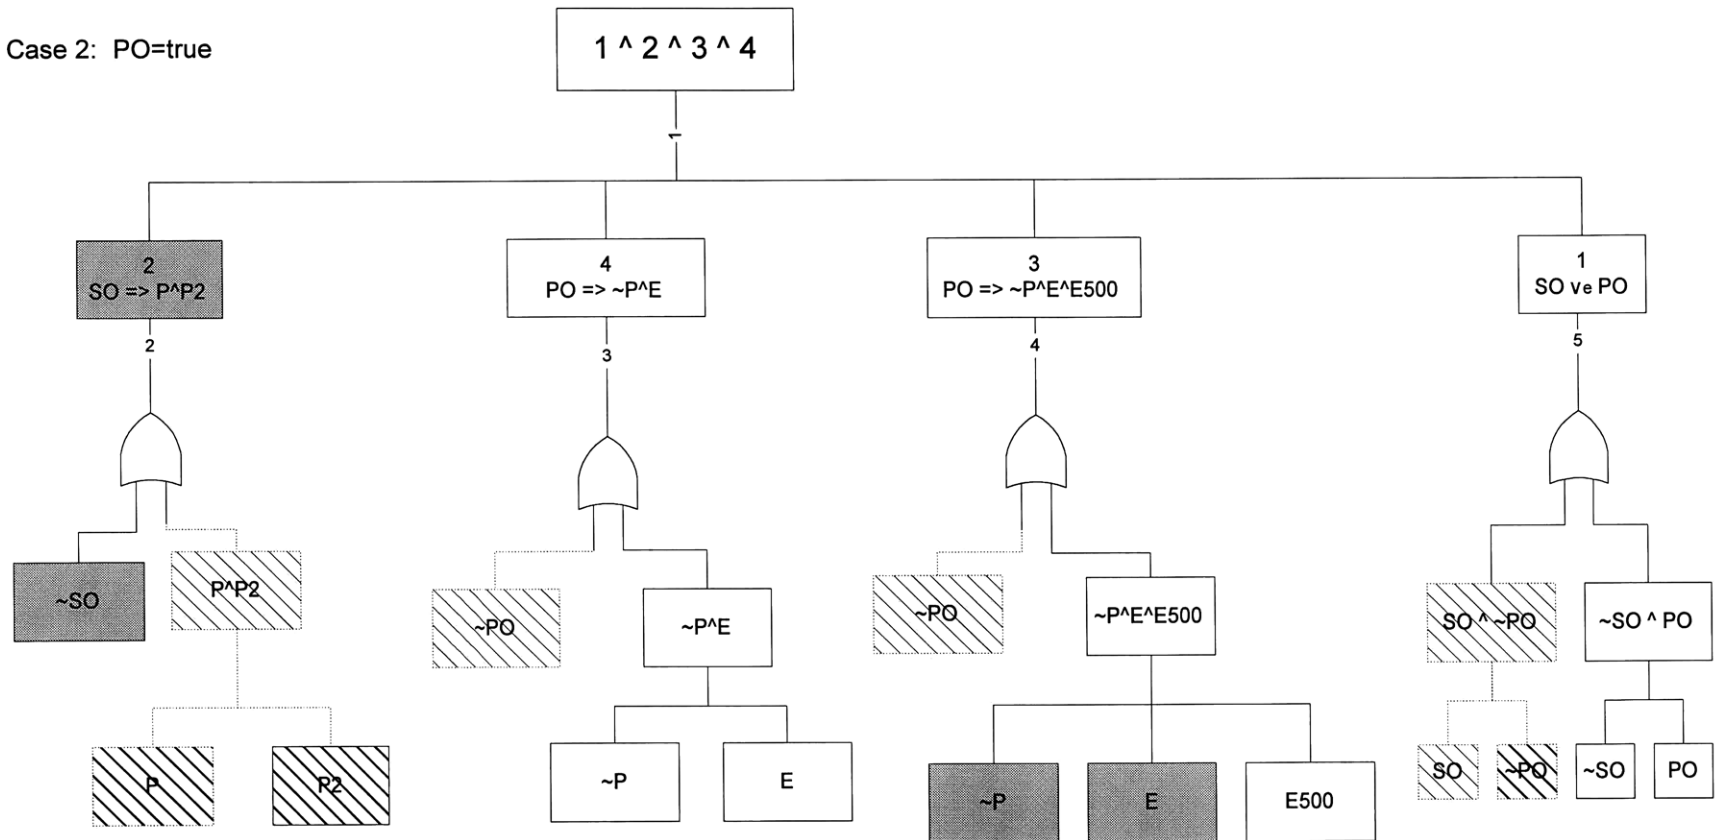 Case 2: PO=true
1 ^ 2 ^ 3 ^ 4
1
2
SO => P^P2
4
PO => ~P^E
3
PO => ~P^E^E500
1
SO ve PO
2
3
4
5
~SO
P^P2
~PO
~P^E
~PO
~P^E^E500
SO ^ ~PO
~SO ^ PO
P
P2
~P
E
~P
E
E500
SO
~PO
~SO
PO